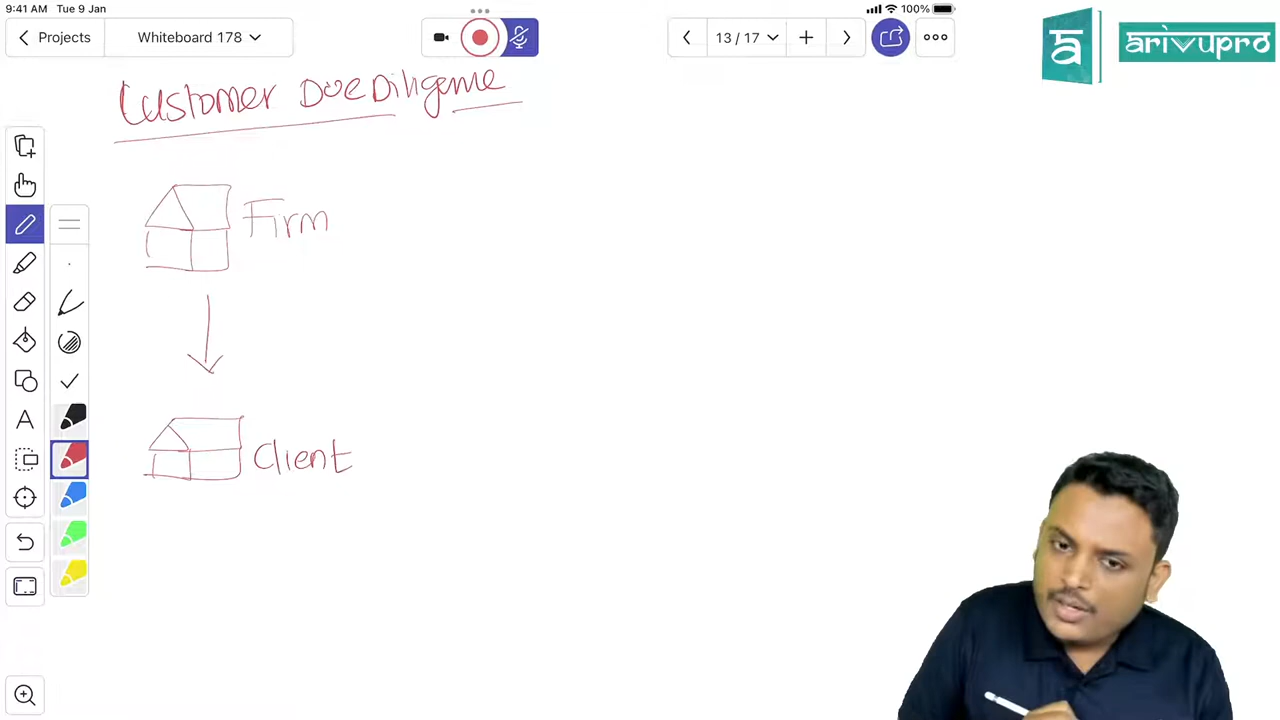 9:41 AM Tue 9 Jan
100%
Projects
Whiteboard 178
13 / 17
ARIVUPRO
Customer Due Diligence
Firm
Client
A